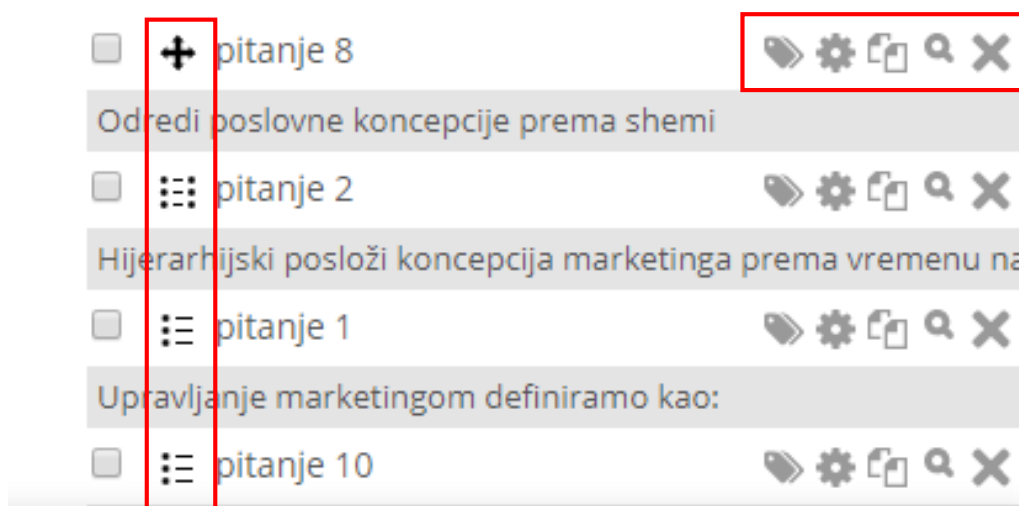 pitanje 8
Odredi poslovne koncepcije prema shemi
pitanje 2
Hijerarhijski posloži koncepcija marketinga prema vremenu na
pitanje 1
Upravljanje marketingom definiramo kao:
pitanje 10